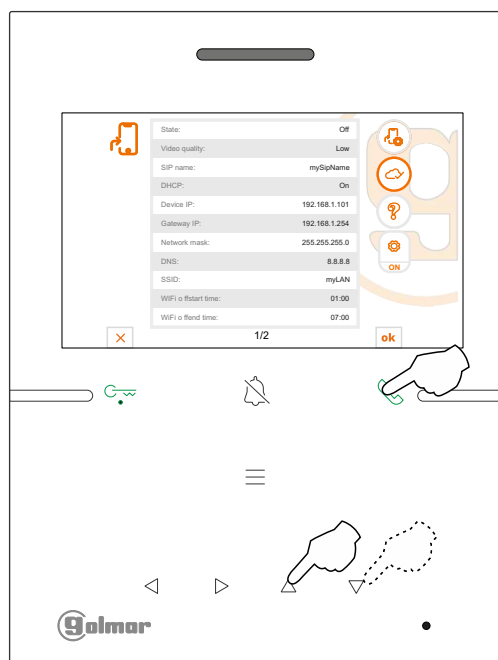 State: Off
Video quality: Low
SIP name: mySipName
DHCP: On
Device IP: 192.168.1.101
Gateway IP: 192.168.1.254
Network mask: 255.255.255.0
DNS: 8.8.8.8
SSID: myLAN
WIFi o ffstart time: 01:00
WiFi o ffend time: 07:00
ON
1/2
ok
golmar